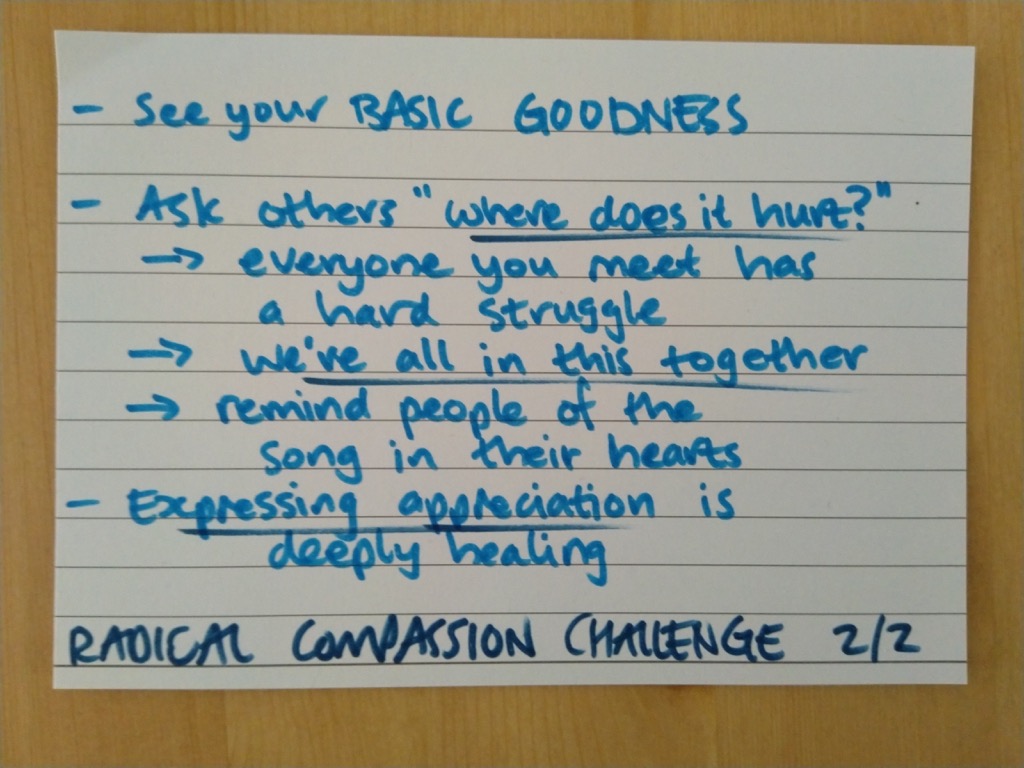 - See your BASIC GOODNESS
- Ask others "where does it hurt?"
→ everyone you meet has
a hard struggle
→ we're all in this together
→ remind people of the
song in their hearts
- Expressing appreciation is
deeply healing
RADICAL COMPASSION CHALLENGE 2/2